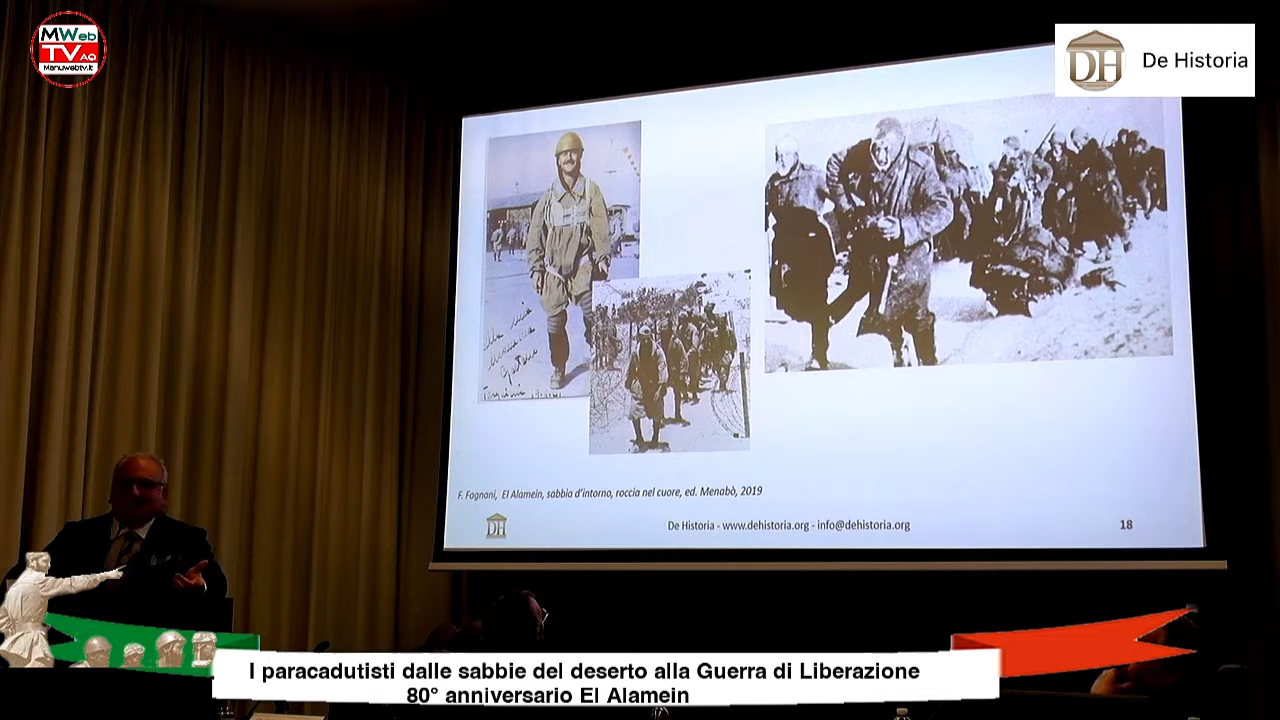 MWeb
TV AQ
Manuwebtv.it
DH
De Historia
F. Fagnani, El Alamein, sabbia d'intorno, roccia nel cuore, ed. Menabò, 2019
DH
De Historia - www.dehistoria.org - info@dehistoria.org
18
I paracadutisti dalle sabbie del deserto alla Guerra di Liberazione
80° anniversario El Alamein